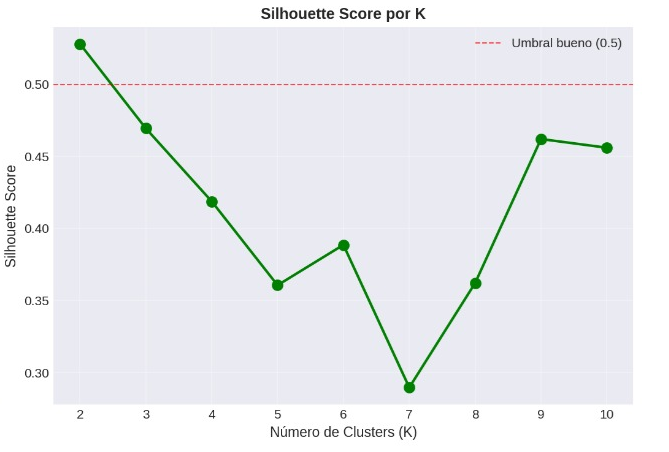 Silhouette Score por K
Umbral bueno (0.5)
0.50
0.45
0.40
0.35
0.30
Silhouette Score
2 3 4 5 6 7 8 9 10
Número de Clusters (K)